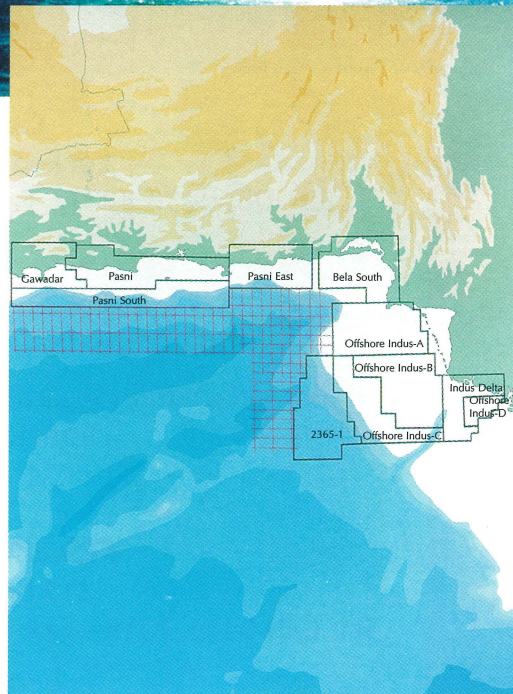 Gawadar
Pasni
Pasni East
Bela South
Pasni South
Offshore Indus-A
Offshore Indus-B
Indus Delta
Offshore
Indus-D
2365-1
Offshore Indus-C